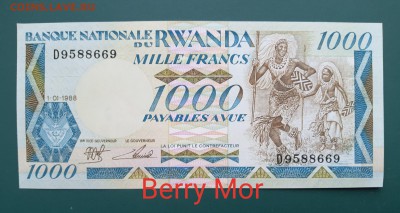 BANQUE NATIONALE DU RWANDA 1000
D9588669
MILLE FRANCS
1000
PAYABLES A VUE
1-01-1988
LE GOUVERNEUR
LA LOI PUNIT LE CONTREFACTEUR
D9588669
1000
Berry Mor